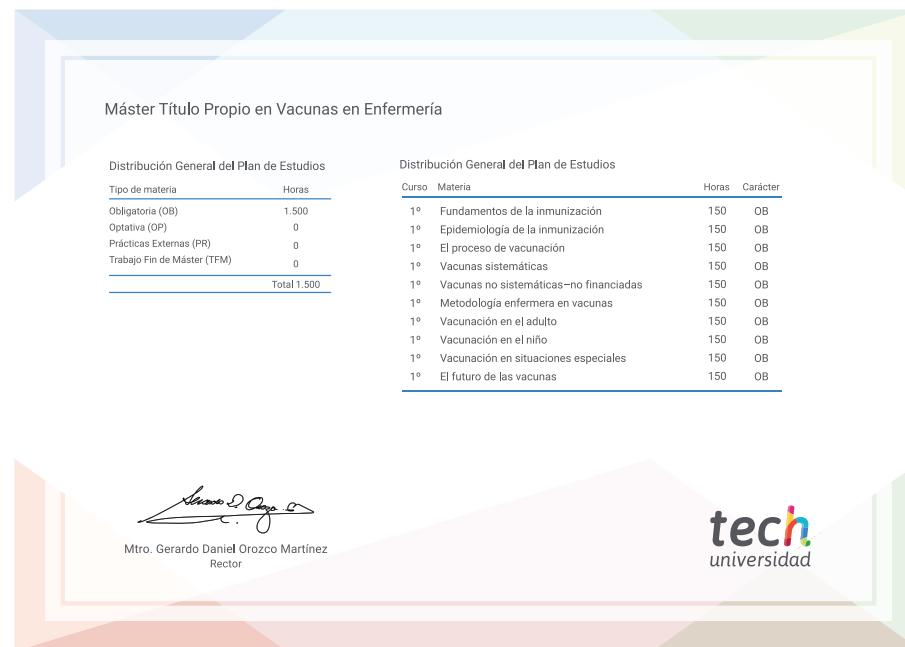 Máster Título Propio en Vacunas en Enfermería
Distribución General del Plan de Estudios
Tipo de materia Horas
Obligatoria (OB) 1.500
Optativa (OP) 0
Prácticas Externas (PR) 0
Trabajo Fin de Máster (TFM) 0
Total 1.500
Distribución General del Plan de Estudios
Curso Materia Horas Carácter
1º Fundamentos de la inmunización 150 OB
1º Epidemiología de la inmunización 150 OB
1º El proceso de vacunación 150 OB
1º Vacunas sistemáticas 150 OB
1º Vacunas no sistemáticas–no financiadas 150 OB
1º Metodología enfermera en vacunas 150 OB
1º Vacunación en el adulto 150 OB
1º Vacunación en el niño 150 OB
1º Vacunación en situaciones especiales 150 OB
1º El futuro de las vacunas 150 OB
Mtro. Gerardo Daniel Orozco Martínez
Rector
tech
universidad